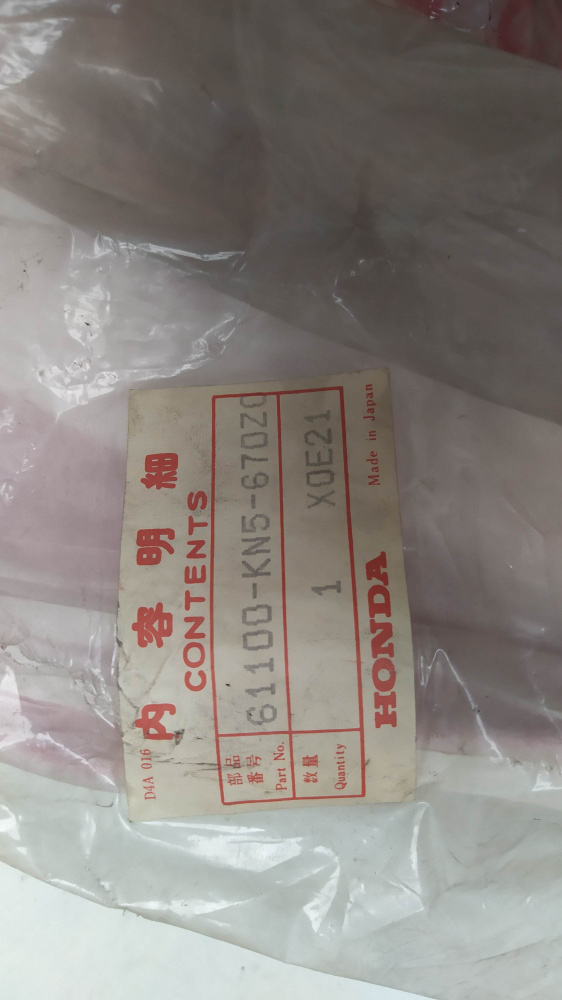 D4A 016
内容明細
CONTENTS
部品番号
Part No.
61100-KN5-670ZC
数量
Quantity
1
X0E21
HONDA
Made in Japan